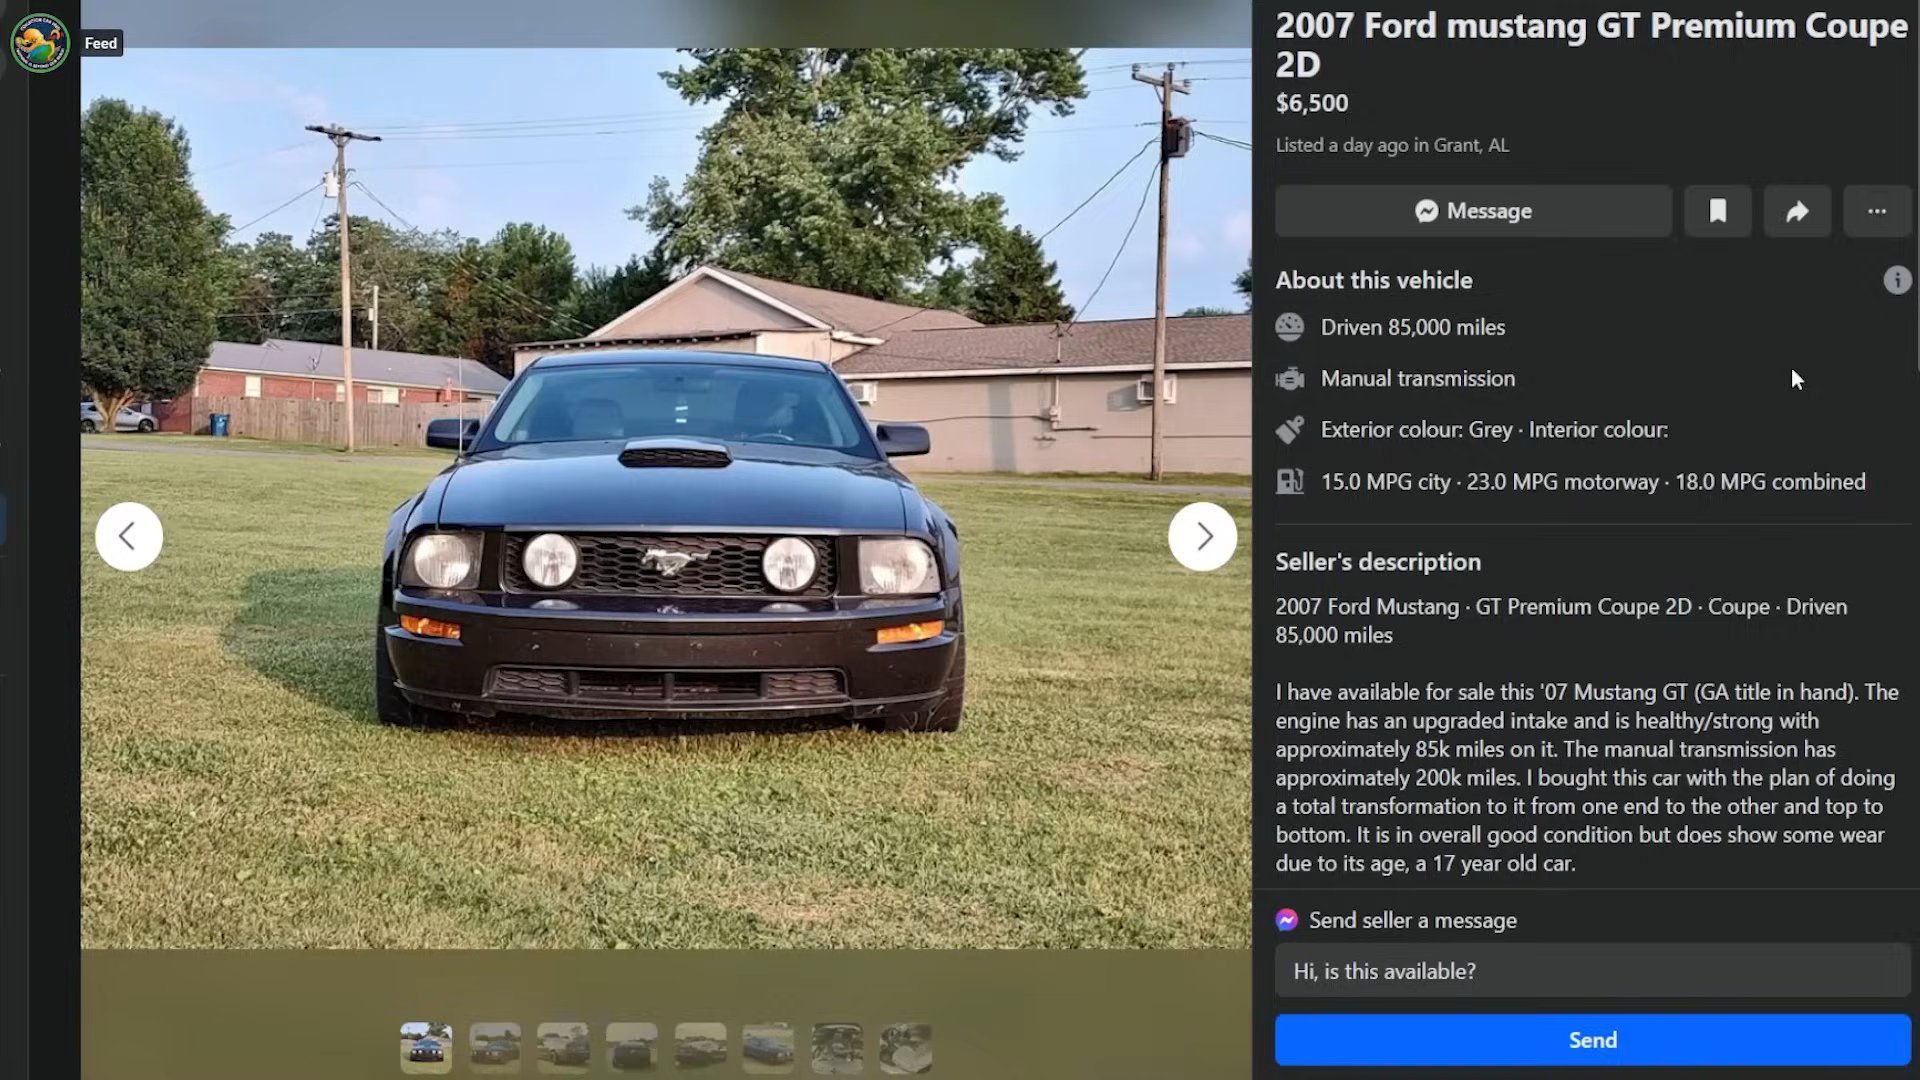 Feed
2007 Ford mustang GT Premium Coupe
2D
$6,500
Listed a day ago in Grant, AL
Message
About this vehicle
Driven 85,000 miles
Manual transmission
Exterior colour: Grey · Interior colour:
15.0 MPG city · 23.0 MPG motorway · 18.0 MPG combined
Seller's description
2007 Ford Mustang · GT Premium Coupe 2D · Coupe · Driven
85,000 miles
I have available for sale this '07 Mustang GT (GA title in hand). The
engine has an upgraded intake and is healthy/strong with
approximately 85k miles on it. The manual transmission has
approximately 200k miles. I bought this car with the plan of doing
a total transformation to it from one end to the other and top to
bottom. It is in overall good condition but does show some wear
due to its age, a 17 year old car.
Send seller a message
Hi, is this available?
Send